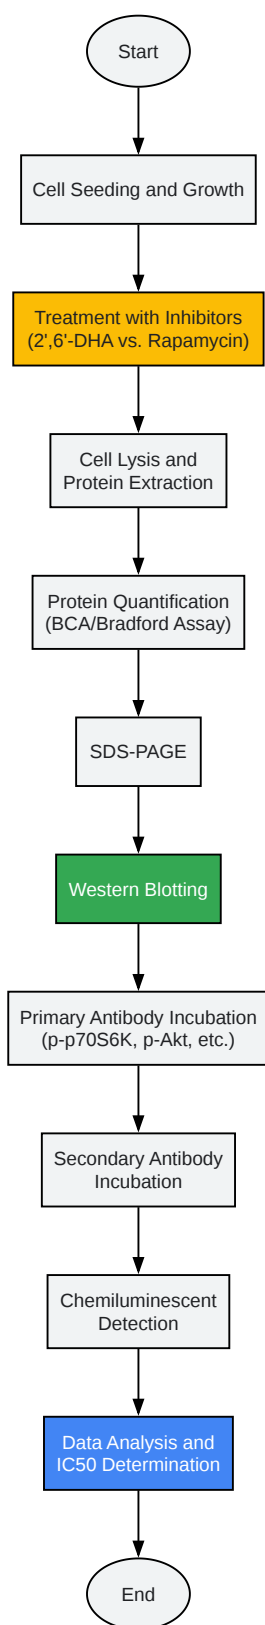 Start
Cell Seeding and Growth
Treatment with Inhibitors
(2',6'-DHA vs. Rapamycin)
Cell Lysis and
Protein Extraction
Protein Quantification
(BCA/Bradford Assay)
SDS-PAGE
Western Blotting
Primary Antibody Incubation
(p-p70S6K, p-Akt, etc.)
Secondary Antibody
Incubation
Chemiluminescent
Detection
Data Analysis and
IC50 Determination
End